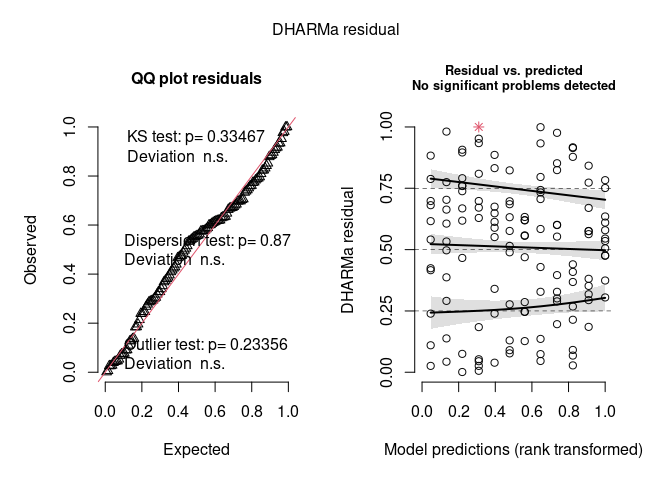 DHARMa residual
QQ plot residuals
KS test: p= 0.33467
Deviation n.s.
Dispersion test: p= 0.87
Deviation n.s.
Outlier test: p= 0.23356
Deviation n.s.
Observed
0.0 0.2 0.4 0.6 0.8 1.0
0.0 0.2 0.4 0.6 0.8 1.0
Expected
Residual vs. predicted
No significant problems detected
DHARMa residual
0.00 0.25 0.50 0.75 1.00
0.0 0.2 0.4 0.6 0.8 1.0
Model predictions (rank transformed)